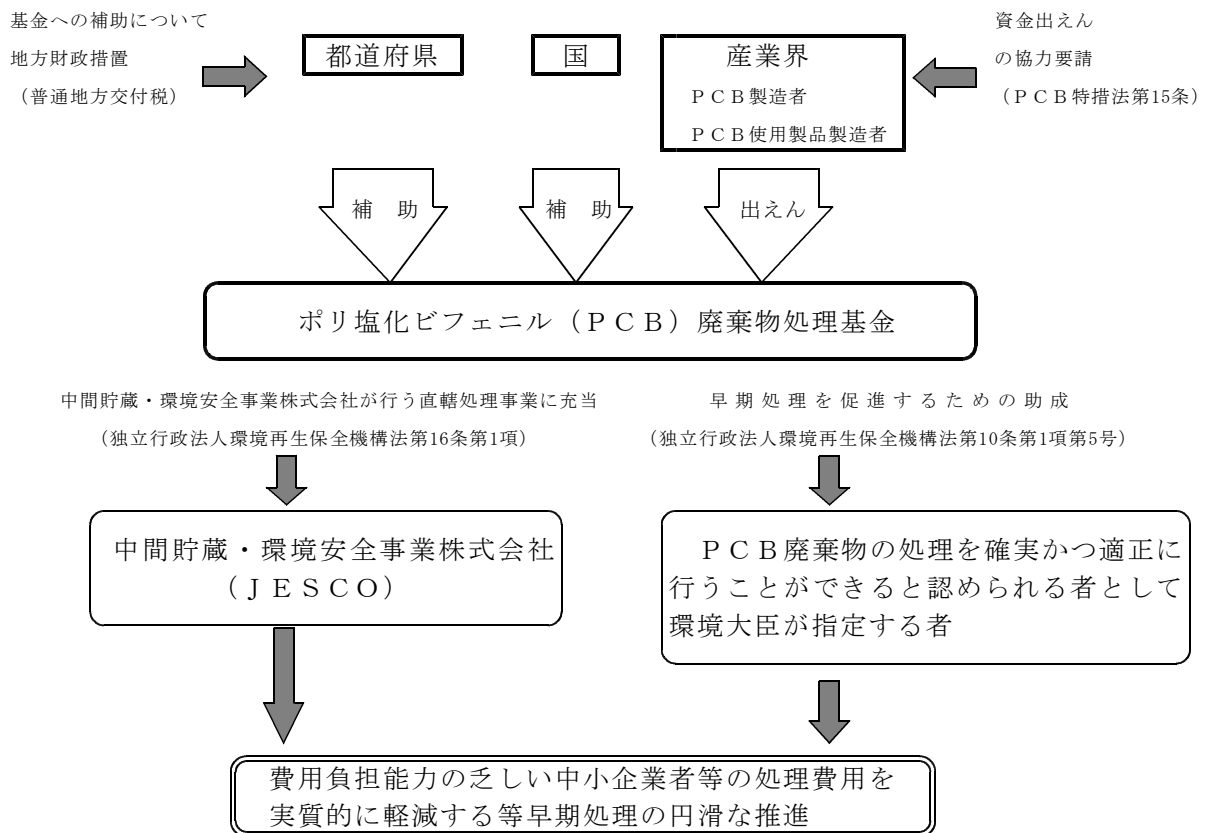 基金への補助について
地方財政措置
（普通地方交付税）
都道府県
国
産業界
ＰＣＢ製造者
ＰＣＢ使用製品製造者
資金出えん
の協力要請
（ＰＣＢ特措法第15条）
補　助
補　助
出えん
ポリ塩化ビフェニル（ＰＣＢ）廃棄物処理基金
中間貯蔵・環境安全事業株式会社が行う直轄処理事業に充当
（独立行政法人環境再生保全機構法第16条第1項）
早期処理を促進するための助成
（独立行政法人環境再生保全機構法第10条第1項第5号）
中間貯蔵・環境安全事業株式会社
（ＪＥＳＣＯ）
ＰＣＢ廃棄物の処理を確実かつ適正に
行うことができると認められる者として
環境大臣が指定する者
費用負担能力の乏しい中小企業者等の処理費用を
実質的に軽減する等早期処理の円滑な推進